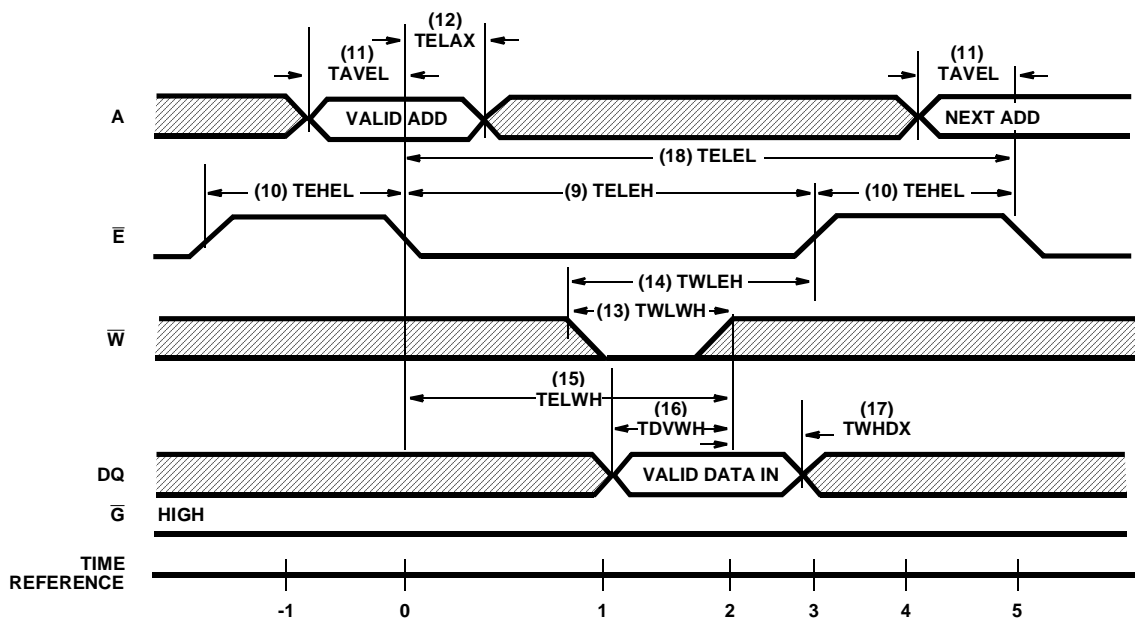 (12)
TELAX
(11)
TAVEL
(11)
TAVEL
A
VALID ADD
NEXT ADD
(18) TELEL
(10) TEHEL
(9) TELEH
(10) TEHEL
E̅
(14) TWLEH
(13) TWLWH
W̅
(15)
TELWH
(16)
TDVWH
(17)
TWHDX
DQ
VALID DATA IN
G̅
HIGH
TIME
REFERENCE
-1
0
1
2
3
4
5